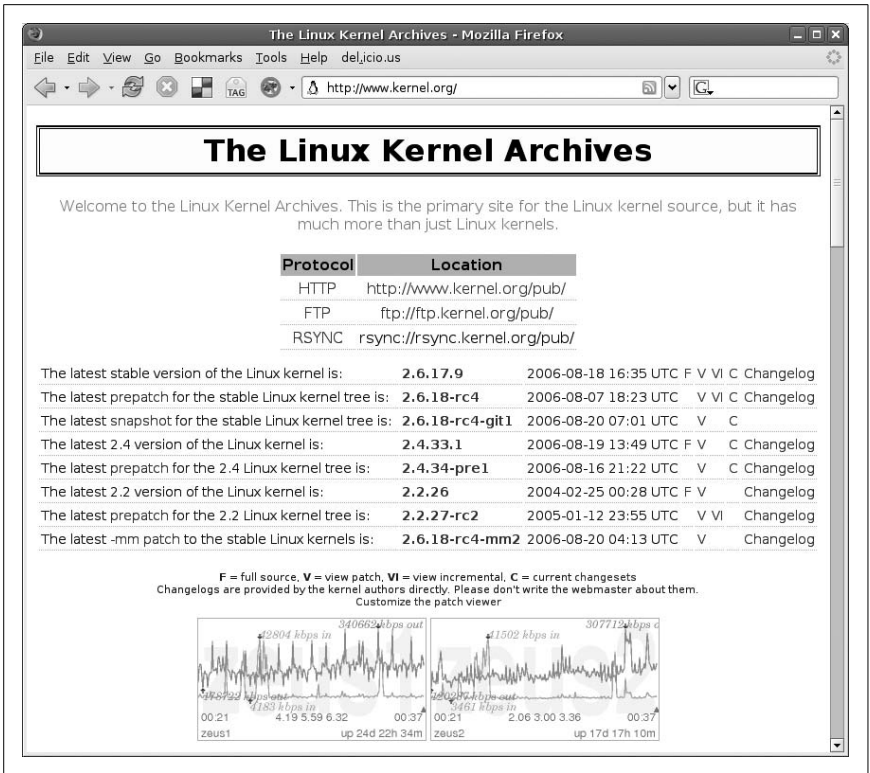 The Linux Kernel Archives - Mozilla Firefox
File Edit View Go Bookmarks Tools Help del.icio.us
TAG http://www.kernel.org/ G
The Linux Kernel Archives
Welcome to the Linux Kernel Archives. This is the primary site for the Linux kernel source, but it has
much more than just Linux kernels.
Protocol Location
HTTP http://www.kernel.org/pub/
FTP ftp://ftp.kernel.org/pub/
RSYNC rsync://rsync.kernel.org/pub/
The latest stable version of the Linux kernel is: 2.6.17.9 2006-08-18 16:35 UTC F V VI C Changelog
The latest prepatch for the stable Linux kernel tree is: 2.6.18-rc4 2006-08-07 18:23 UTC V VI C Changelog
The latest snapshot for the stable Linux kernel tree is: 2.6.18-rc4-git1 2006-08-20 07:01 UTC V C
The latest 2.4 version of the Linux kernel is: 2.4.33.1 2006-08-19 13:49 UTC F V C Changelog
The latest prepatch for the 2.4 Linux kernel tree is: 2.4.34-pre1 2006-08-16 21:22 UTC V C Changelog
The latest 2.2 version of the Linux kernel is: 2.2.26 2004-02-25 00:28 UTC F V Changelog
The latest prepatch for the 2.2 Linux kernel tree is: 2.2.27-rc2 2005-01-12 23:55 UTC V VI Changelog
The latest -mm patch to the stable Linux kernels is: 2.6.18-rc4-mm2 2006-08-20 04:13 UTC V Changelog
F = full source, V = view patch, VI = view incremental, C = current changesets
Changelogs are provided by the kernel authors directly. Please don't write the webmaster about them.
Customize the patch viewer
340662 kbps out 307712 kbps
42804 kbps in 41502 kbps in
zeus1 zeus2
kbps out kbps out
4183 kbps in 3461 kbps in
00:21 4.19 5.59 6.32 00:37 00:21 2.06 3.00 3.36 00:37
zeus1 up 24d 22h 34m zeus2 up 17d 17h 10m